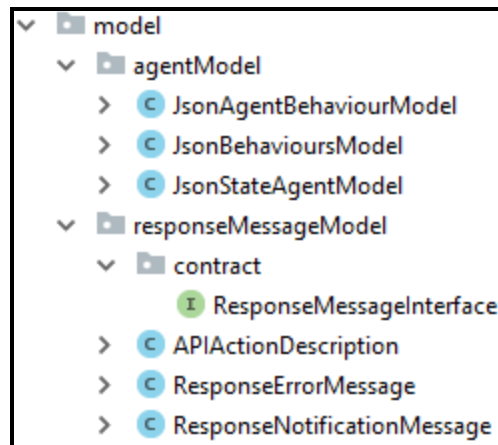 model
agentModel
C JsonAgentBehaviourModel
C JsonBehavioursModel
C JsonStateAgentModel
responseMessageModel
contract
I ResponseMessageInterface
C APIActionDescription
C ResponseErrorMessage
C ResponseNotificationMessage